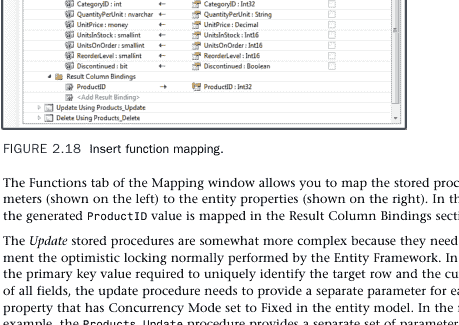 CategoryID : int CategoryID : Int32
QuantityPerUnit : nvarchar QuantityPerUnit : String
UnitPrice : money UnitPrice : Decimal
UnitsInStock : smallint UnitsInStock : Int16
UnitsOnOrder : smallint UnitsOnOrder : Int16
ReorderLevel : smallint ReorderLevel : Int16
Discontinued : bit Discontinued : Boolean
Result Column Bindings
ProductID ProductID : Int32
<Add Result Binding>
Update Using Products_Update
Delete Using Products_Delete
FIGURE 2.18 Insert function mapping.
The Functions tab of the Mapping window allows you to map the stored proc
meters (shown on the left) to the entity properties (shown on the right). In th
the generated ProductID value is mapped in the Result Column Bindings secti
The Update stored procedures are somewhat more complex because they need
ment the optimistic locking normally performed by the Entity Framework. In
the primary key value required to uniquely identify the target row and the cu
of all fields, the update procedure needs to provide a separate parameter for ea
property that has Concurrency Mode set to Fixed in the entity model. In the
example, the Products_Update procedure provides a separate set of parameter